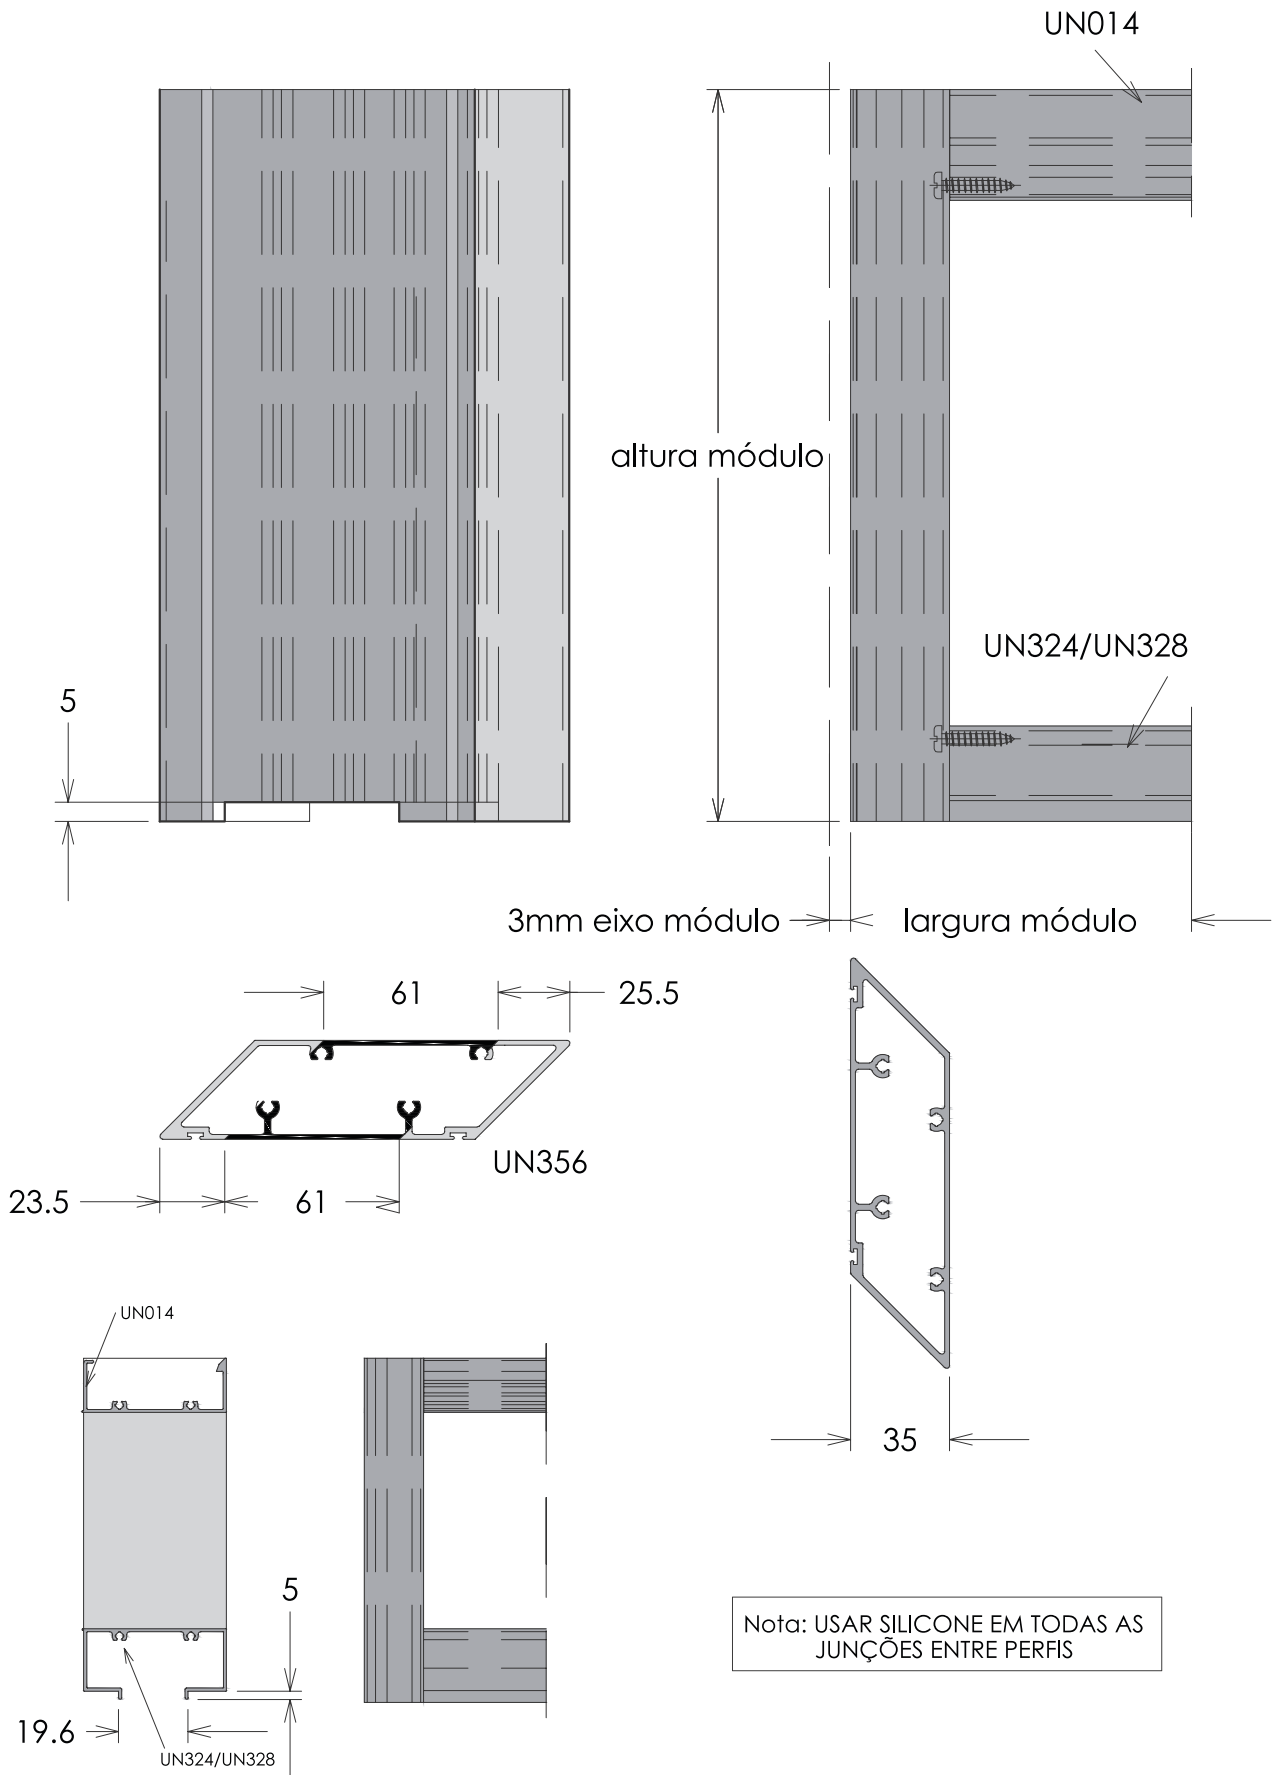 UN014
altura módulo
UN324/UN328
5
3mm eixo módulo
largura módulo
61
25.5
UN356
23.5
61
UN014
35
5
Nota: USAR SILICONE EM TODAS AS
JUNÇÕES ENTRE PERFIS
19.6
UN324/UN328